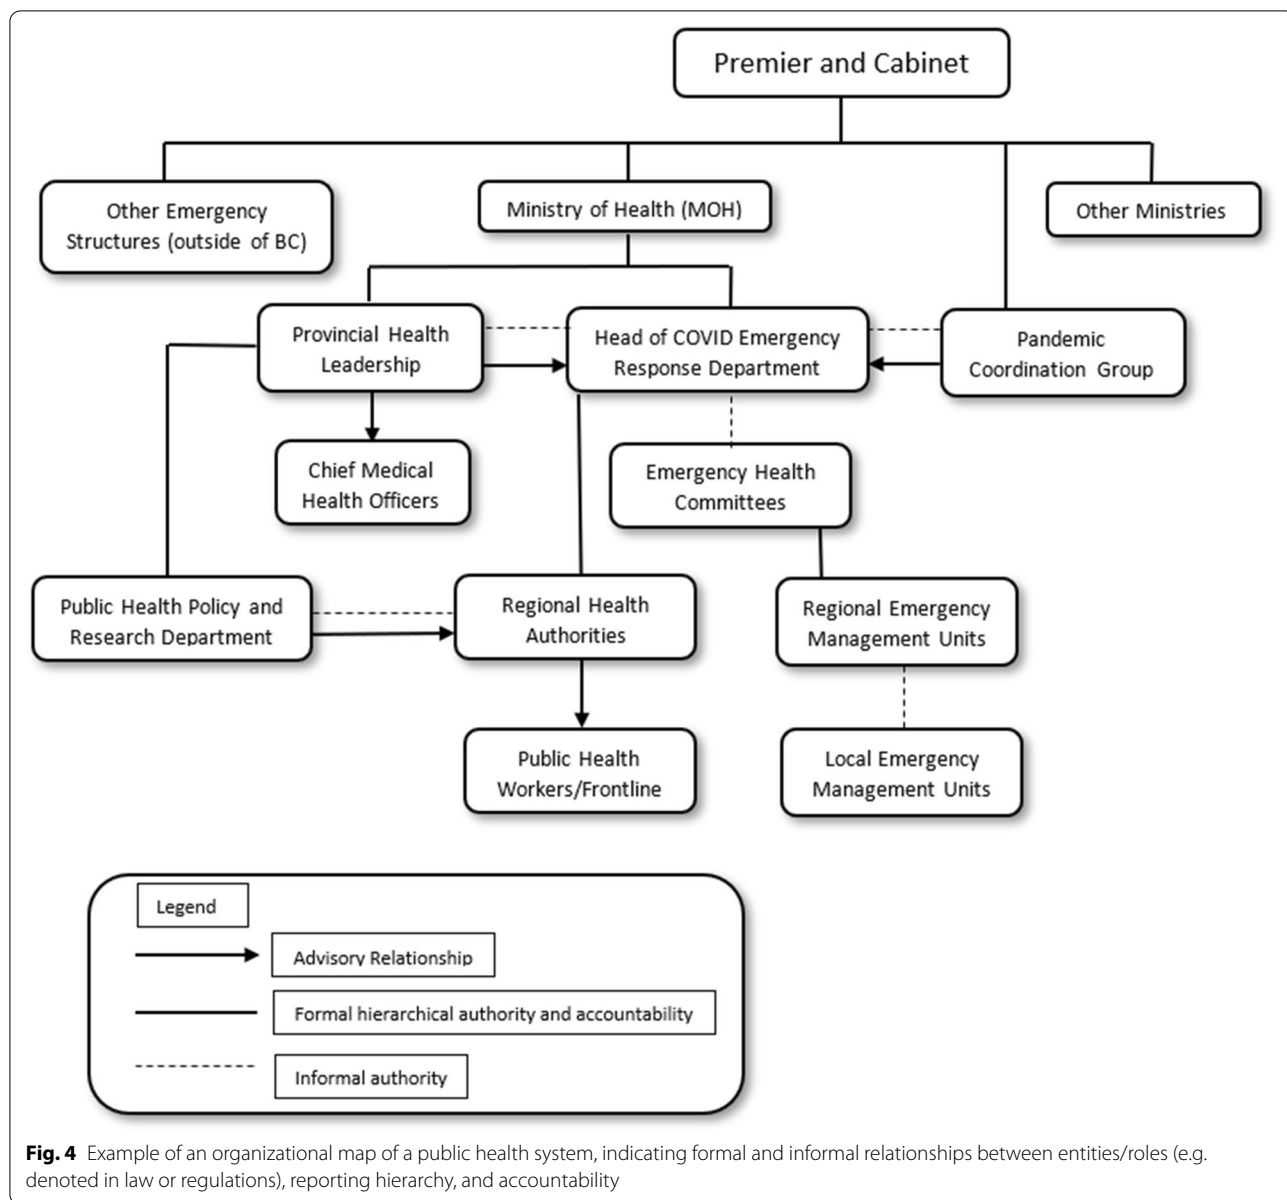 Premier and Cabinet
Other Emergency
Structures (outside of BC)
Ministry of Health (MOH)
Other Ministries
Provincial Health
Leadership
Head of COVID Emergency
Response Department
Pandemic
Coordination Group
Chief Medical
Health Officers
Emergency Health
Committees
Public Health Policy and
Research Department
Regional Health
Authorities
Regional Emergency
Management Units
Public Health
Workers/Frontline
Local Emergency
Management Units
Legend
Advisory Relationship
Formal hierarchical authority and accountability
Informal authority
Fig. 4 Example of an organizational map of a public health system, indicating formal and informal relationships between entities/roles (e.g.
denoted in law or regulations), reporting hierarchy, and accountability